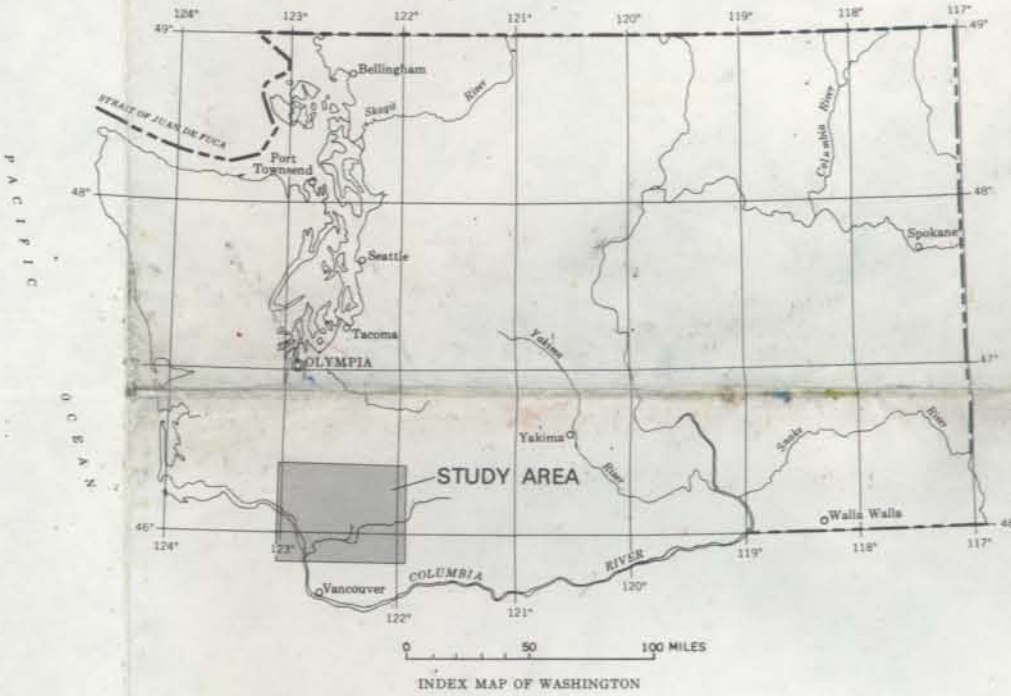 124° 123° 122° 121° 120° 119° 118° 117°
49° 49°
Bellingham
Skagit River
Columbia River
STRAIT OF JUAN DE FUCA
Port
Townsend
48° 48°
Spokane
Seattle
PACIFIC
OCEAN
Tacoma
47° 47°
OLYMPIA
Yakima
River
Yakima
Snake River
STUDY AREA
46° 46°
Walla Walla
124° 123° 119° 118° 117°
Vancouver
COLUMBIA RIVER
122° 121° 120°
0 50 100 MILES
INDEX MAP OF WASHINGTON